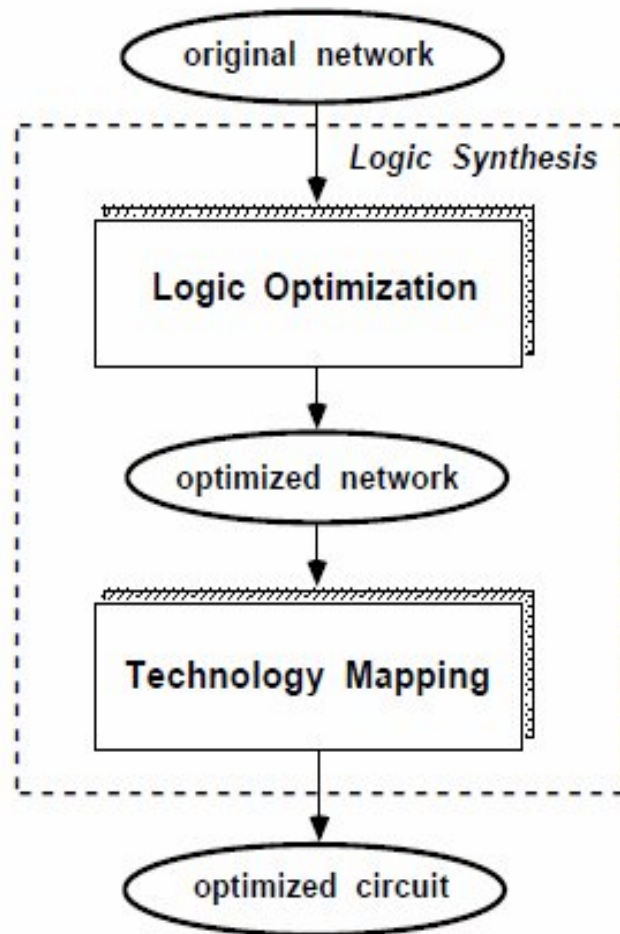 original network
Logic Synthesis
Logic Optimization
optimized network
Technology Mapping
optimized circuit